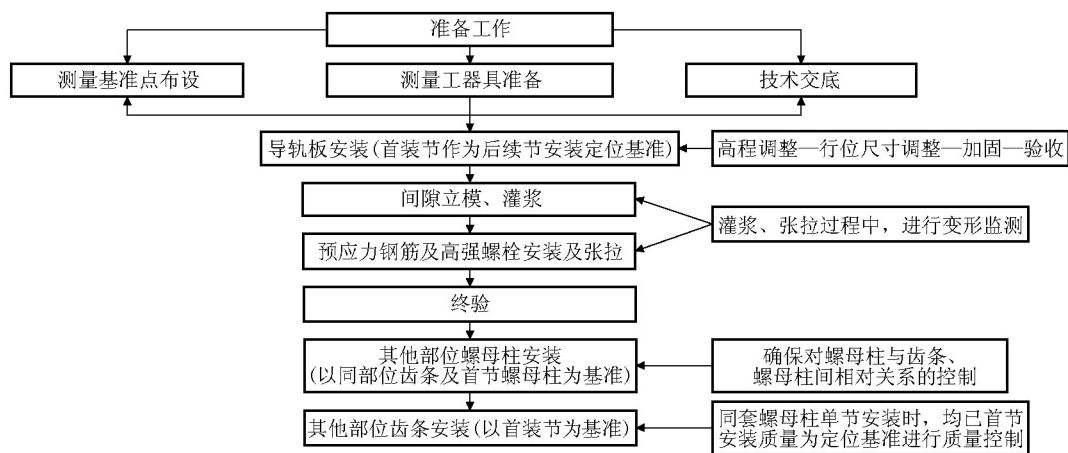 准备工作
测量基准点布设
测量工器具准备
技术交底
导轨板安装(首装节作为后续节安装定位基准)
高程调整—行位尺寸调整—加固—验收
间隙立模、灌浆
灌浆、张拉过程中，进行变形监测
预应力钢筋及高强螺栓安装及张拉
终验
其他部位螺母柱安装
(以同部位齿条及首节螺母柱为基准)
确保对螺母柱与齿条、
螺母柱间相对关系的控制
其他部位齿条安装(以首装节为基准)
同套螺母柱单节安装时，均已首节
安装质量为定位基准进行质量控制